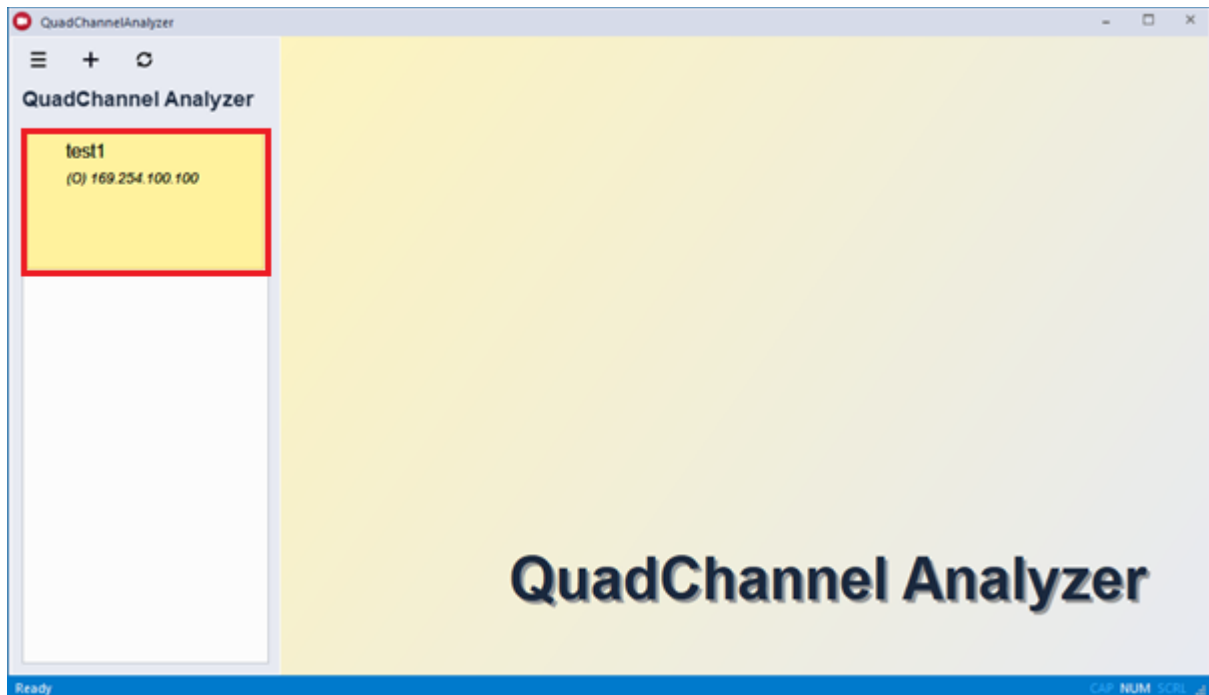 QuadChannelAnalyzer
QuadChannel Analyzer
test1
(O) 169.254.100.100
QuadChannel Analyzer
Ready
CAP NUM SCRL